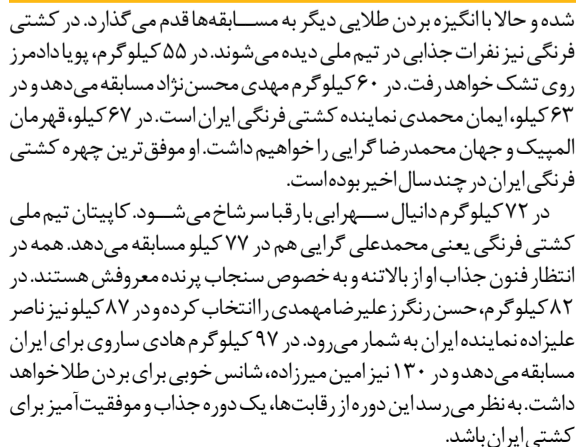 شده و حالا با انگیزه بردن طلایی دیگر به مســـابقه‌ها قدم می‌گذارد. در کشتی
فرنگی نیز نفرات جذابی در تیم ملی دیده می‌شوند. در ۵۵ کیلوگرم، پویا دادمرز
روی تشک خواهد رفت. در ۶۰ کیلوگرم مهدی محسن‌نژاد مسابقه می‌دهد و در
۶۳ کیلو، ایمان محمدی نماینده کشتی فرنگی ایران است. در ۶۷ کیلو، قهرمان
المپیک و جهان محمدرضا گرایی را خواهیم داشت. او موفق‌ترین چهره کشتی
فرنگی ایران در چند سال اخیر بوده‌است.
در ۷۲ کیلوگرم دانیال ســـهرابی با رقبا سرشاخ می‌شـــود. کاپیتان تیم ملی
کشتی فرنگی یعنی محمدعلی گرایی هم در ۷۷ کیلو مسابقه می‌دهد. همه در
انتظار فنون جذاب او از بالاتنه و به خصوص سنجاب پرنده معروفش هستند. در
۸۲ کیلوگرم، حسن رنگرز علیرضا مهمدی را انتخاب کرده و در ۸۷ کیلو نیز ناصر
علیزاده نماینده ایران به شمار می‌رود. در ۹۷ کیلوگرم هادی ساروی برای ایران
مسابقه می‌دهد و در ۱۳۰ نیز امین میرزاده، شانس خوبی برای بردن طلا خواهد
داشت. به نظر می‌رسد این دوره از رقابت‌ها، یک دوره جذاب و موفقیت‌آمیز برای
کشتی ایران باشد.